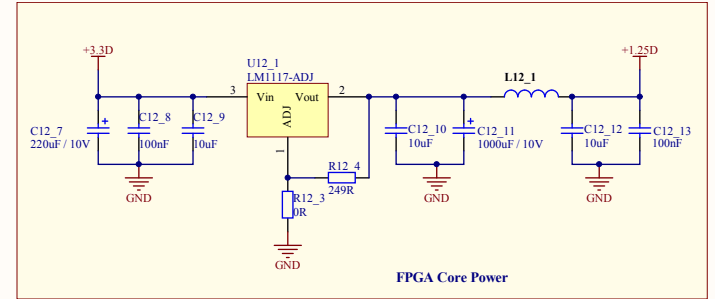 +3.3D
+1.25D
U12_1
LM1117-ADJ
L12_1
3
Vin
Vout
2
ADJ
1
C12_7
220uF / 10V
C12_8
100nF
C12_9
10uF
C12_10
10uF
C12_11
1000uF / 10V
C12_12
10uF
C12_13
100nF
R12_4
249R
R12_3
0R
GND
GND
GND
GND
FPGA Core Power